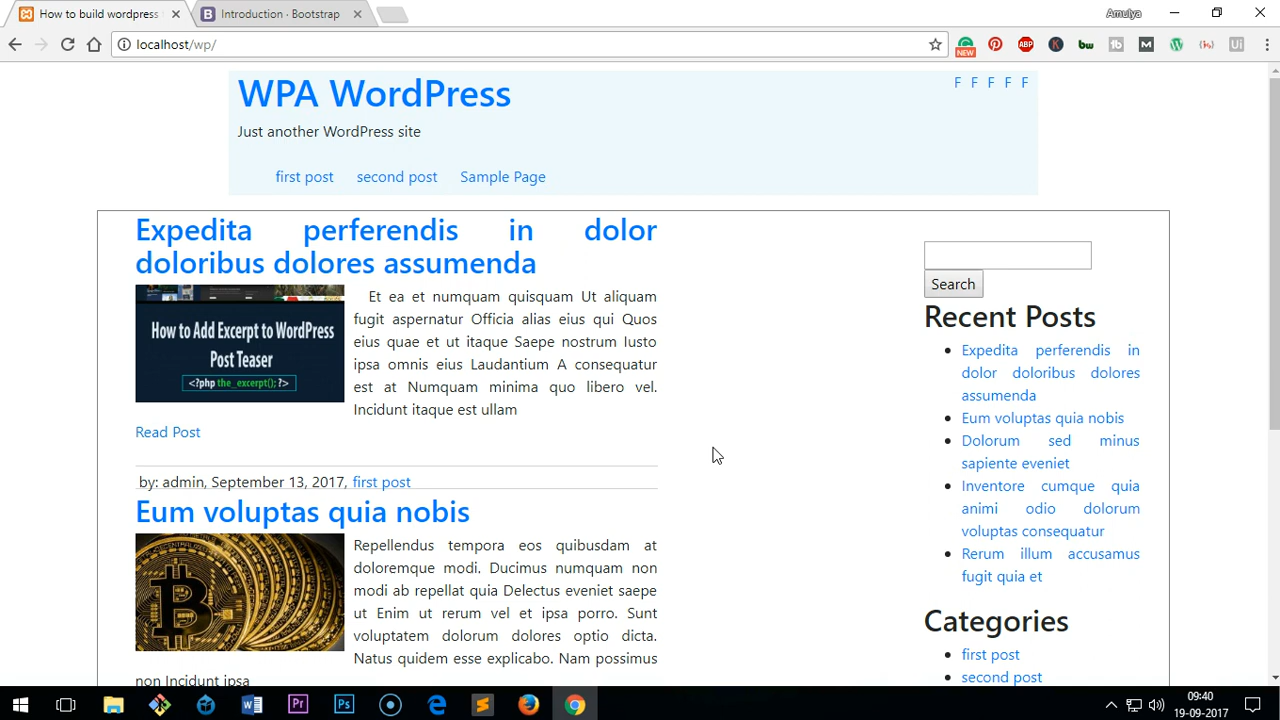 How to build wordpress
Introduction · Bootstrap
Amulya
localhost/wp/
NEW
ABP
K
bw
tb
M
Ui
WPA WordPress
F F F F F
Just another WordPress site
first post second post Sample Page
Expedita perferendis in dolor
doloribus dolores assumenda
How to Add Excerpt to WordPress
Post Teaser
<?php the_excerpt(); ?>
Et ea et numquam quisquam Ut aliquam
fugit aspernatur Officia alias eius qui Quos
eius quae et ut itaque Saepe nostrum Iusto
ipsa omnis eius Laudantium A consequatur
est at Numquam minima quo libero vel.
Incidunt itaque est ullam
Read Post
by: admin, September 13, 2017, first post
Eum voluptas quia nobis
Repellendus tempora eos quibusdam at
doloremque modi. Ducimus numquam non
modi ab repellat quia Delectus eveniet saepe
ut Enim ut rerum vel et ipsa porro. Sunt
voluptatem dolorum dolores optio dicta.
Natus quidem esse explicabo. Nam possimus
non Incidunt ipsa
Search
Recent Posts
Expedita perferendis in
dolor doloribus dolores
assumenda
Eum voluptas quia nobis
Dolorum sed minus
sapiente eveniet
Inventore cumque quia
animi odio dolorum
voluptas consequatur
Rerum illum accusamus
fugit quia et
Categories
first post
second post
Pr
Ps
09:40
19-09-2017